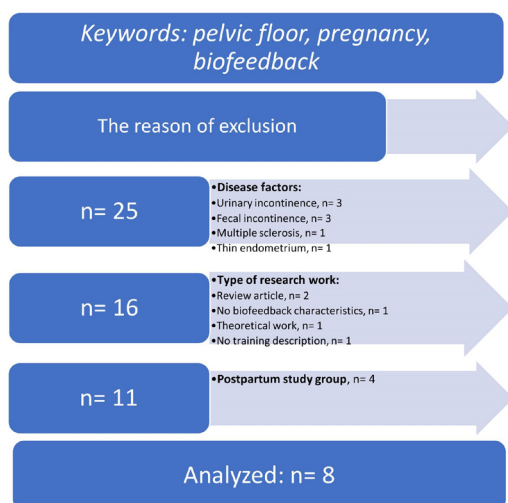 Keywords: pelvic floor, pregnancy,
biofeedback
The reason of exclusion
n= 25
•Disease factors:
•Urinary incontinence, n= 3
•Fecal incontinence, n= 3
•Multiple sclerosis, n= 1
•Thin endometrium, n= 1
n= 16
•Type of research work:
•Review article, n= 2
•No biofeedback characteristics, n= 1
•Theoretical work, n= 1
•No training description, n= 1
n= 11
•Postpartum study group, n= 4
Analyzed: n= 8